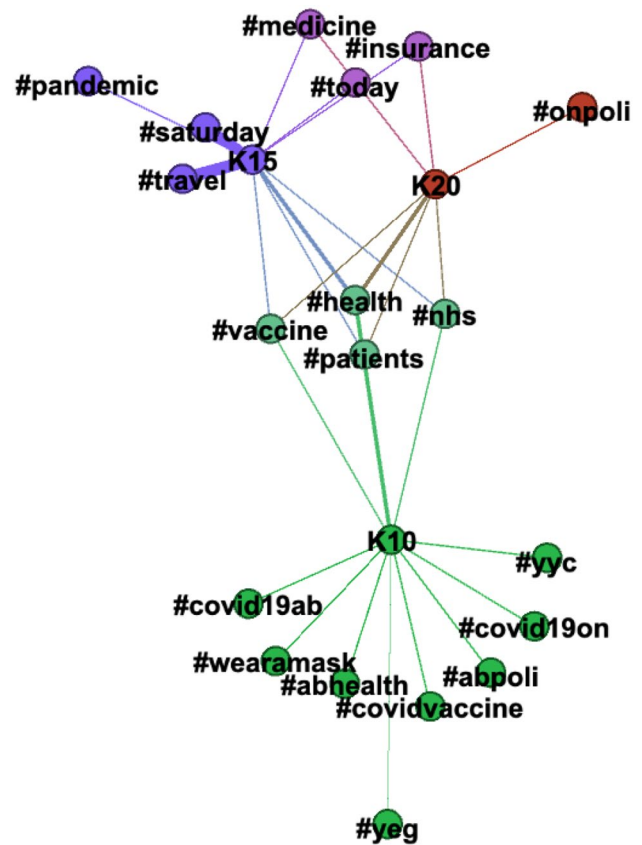 #medicine
#insurance
#pandemic
#today
#onpoli
#saturday
K15
#travel
K20
#health
#nhs
#vaccine
#patients
K10
#yyc
#covid19ab
#covid19on
#wearamask
#abhealth
#abpoli
#covidvaccine
#yeg